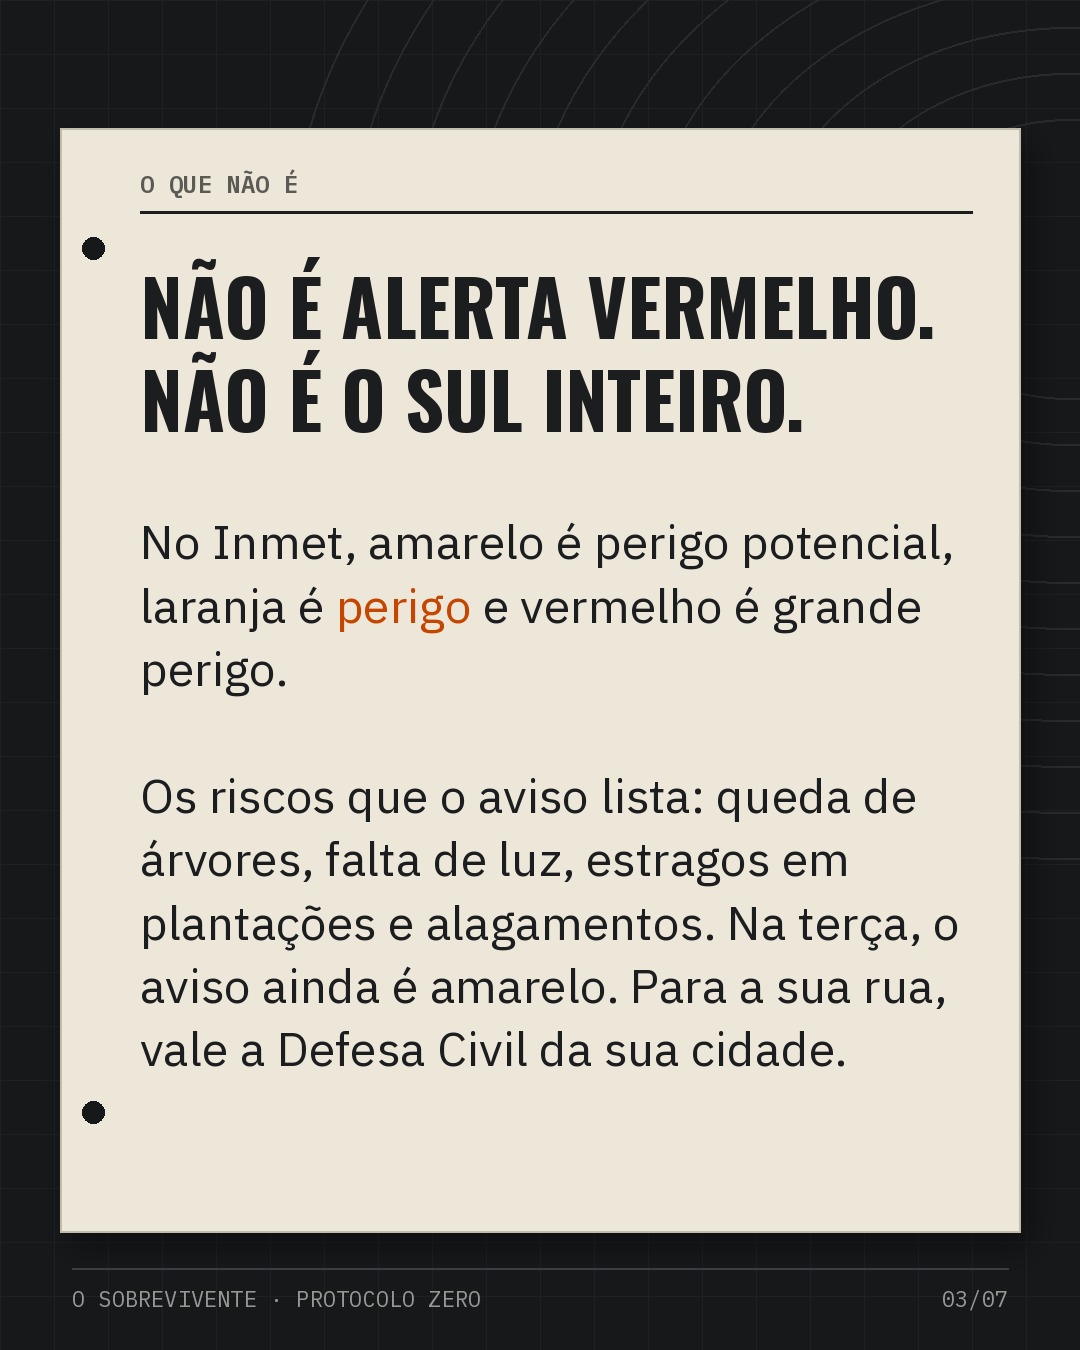 O QUE NÃO É
NÃO É ALERTA VERMELHO.
NÃO É O SUL INTEIRO.
No Inmet, amarelo é perigo potencial,
laranja é perigo e vermelho é grande
perigo.
Os riscos que o aviso lista: queda de
árvores, falta de luz, estragos em
plantações e alagamentos. Na terça, o
aviso ainda é amarelo. Para a sua rua,
vale a Defesa Civil da sua cidade.
O SOBREVIVENTE · PROTOCOLO ZERO
03/07